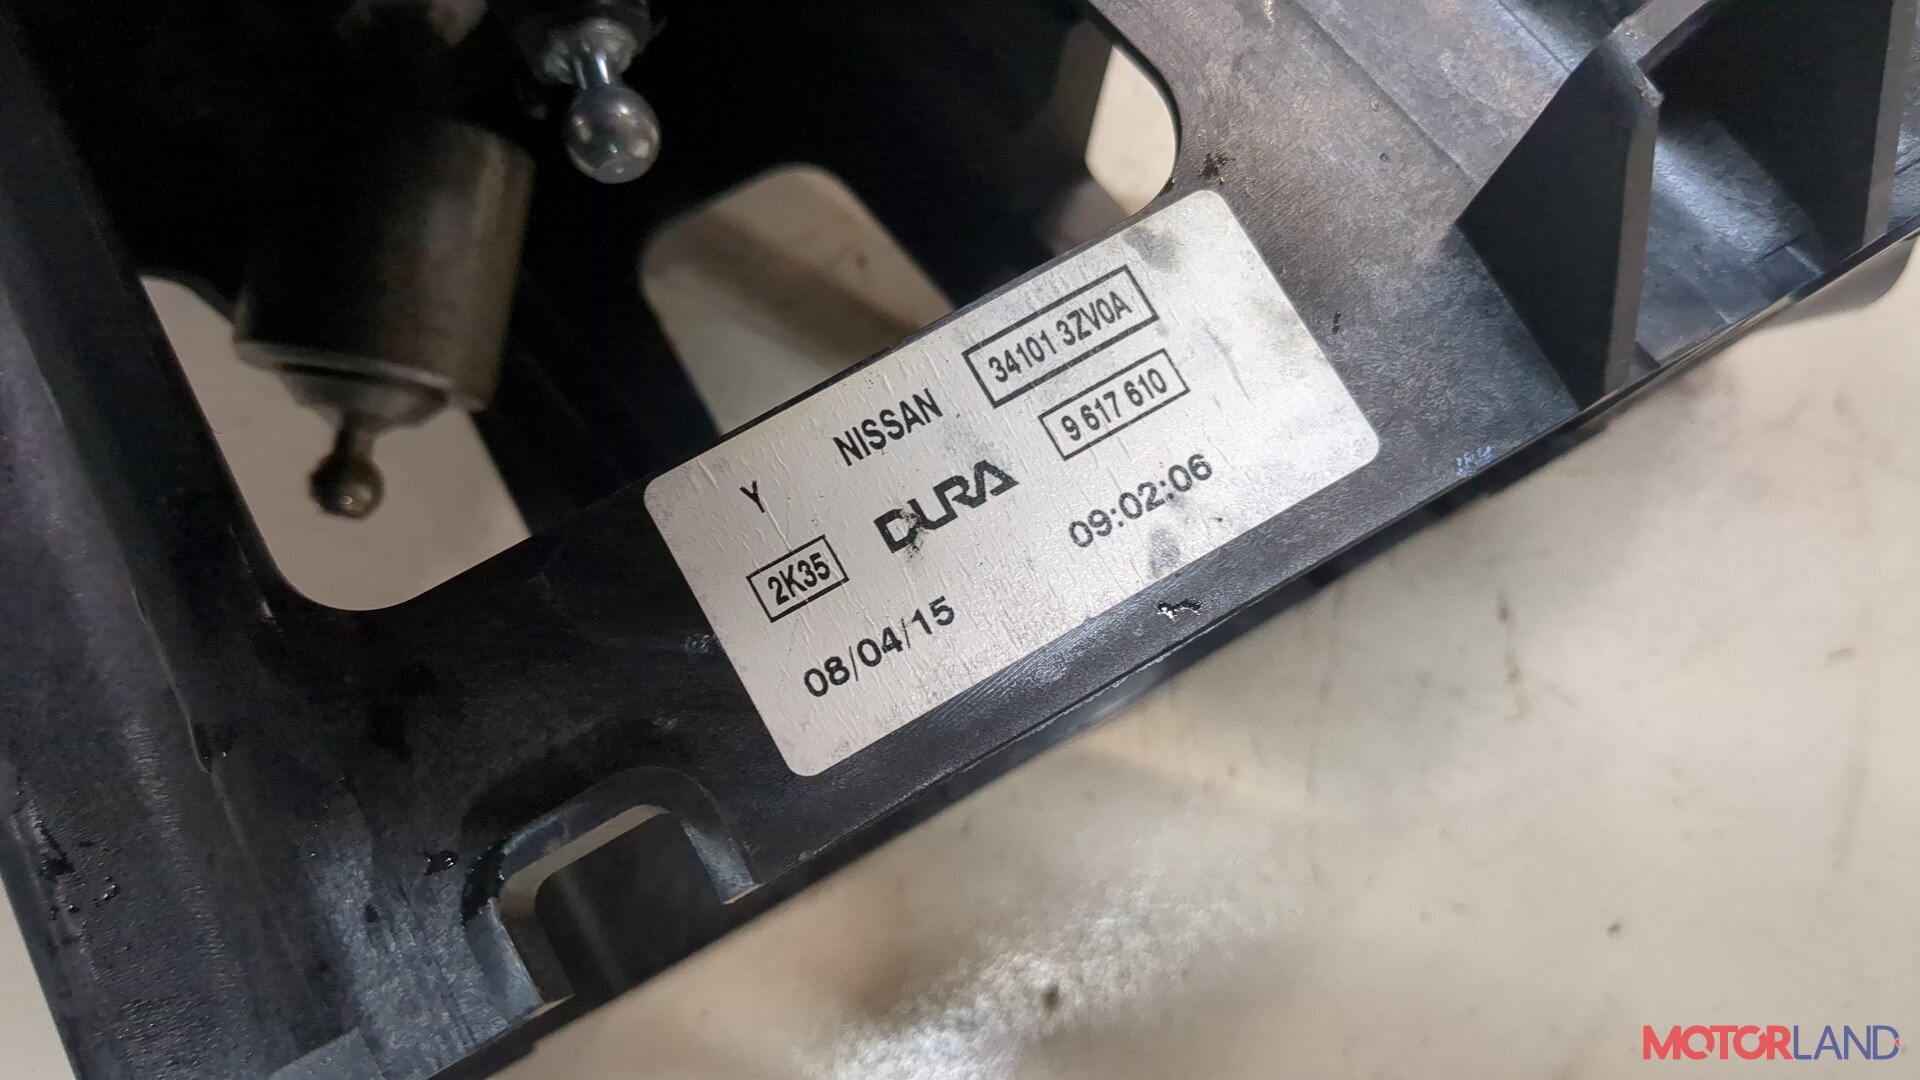 Y NISSAN 34101 3ZV0A
2K35 DURA 9 617 610
08/04/15 09:02:06
MOTORLAND